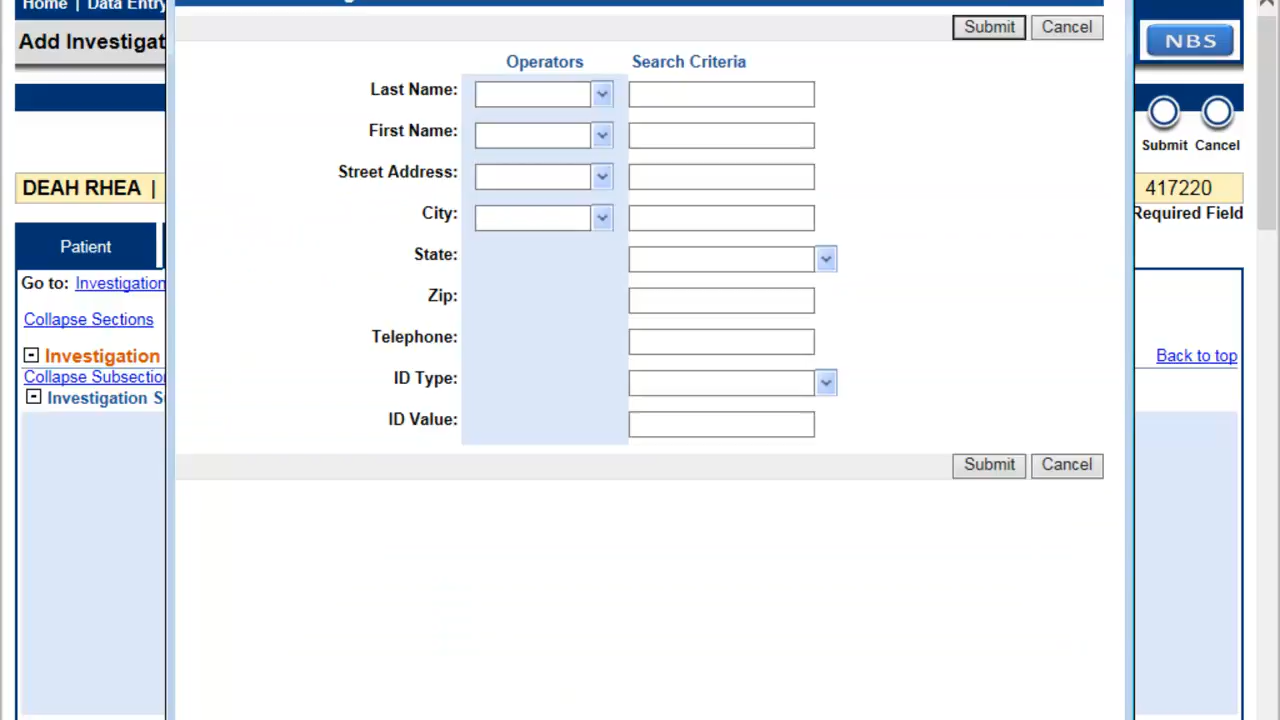 Home | Data Entry
Submit Cancel
Add Investigat
NBS
Operators Search Criteria
Last Name:
First Name:
Submit Cancel
Street Address:
DEAH RHEA |
417220
City:
Required Field
Patient
State:
Go to: Investigation
Zip:
Collapse Sections
Telephone:
Investigation
Back to top
Collapse Subsection
ID Type:
Investigation S
ID Value:
Submit Cancel